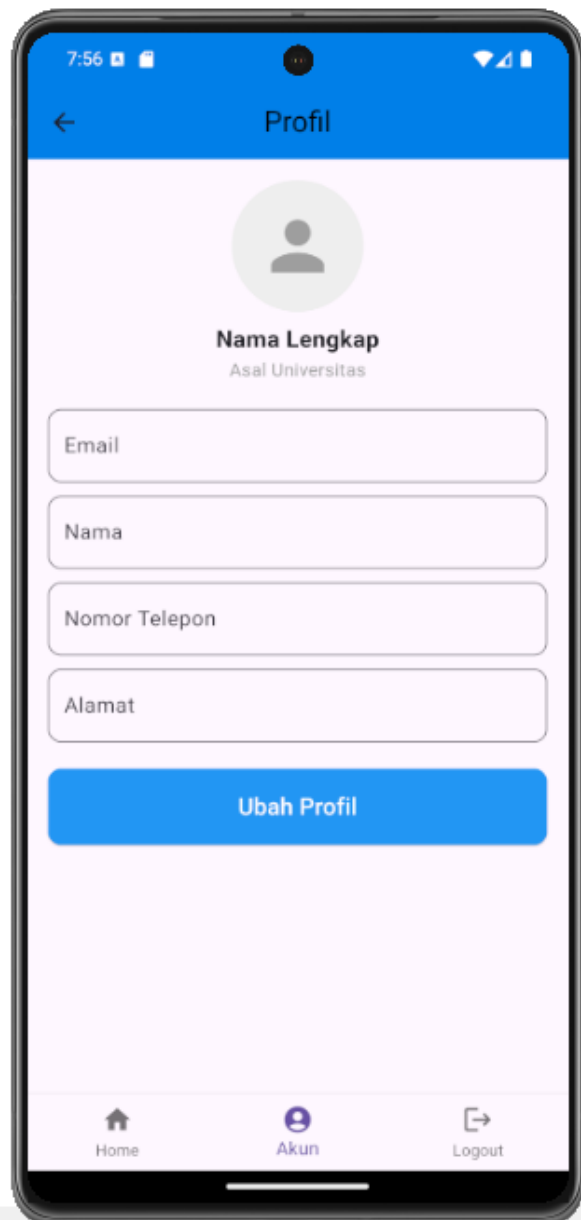 7:56
Profil
Nama Lengkap
Asal Universitas
Email
Nama
Nomor Telepon
Alamat
Ubah Profil
Home Akun Logout